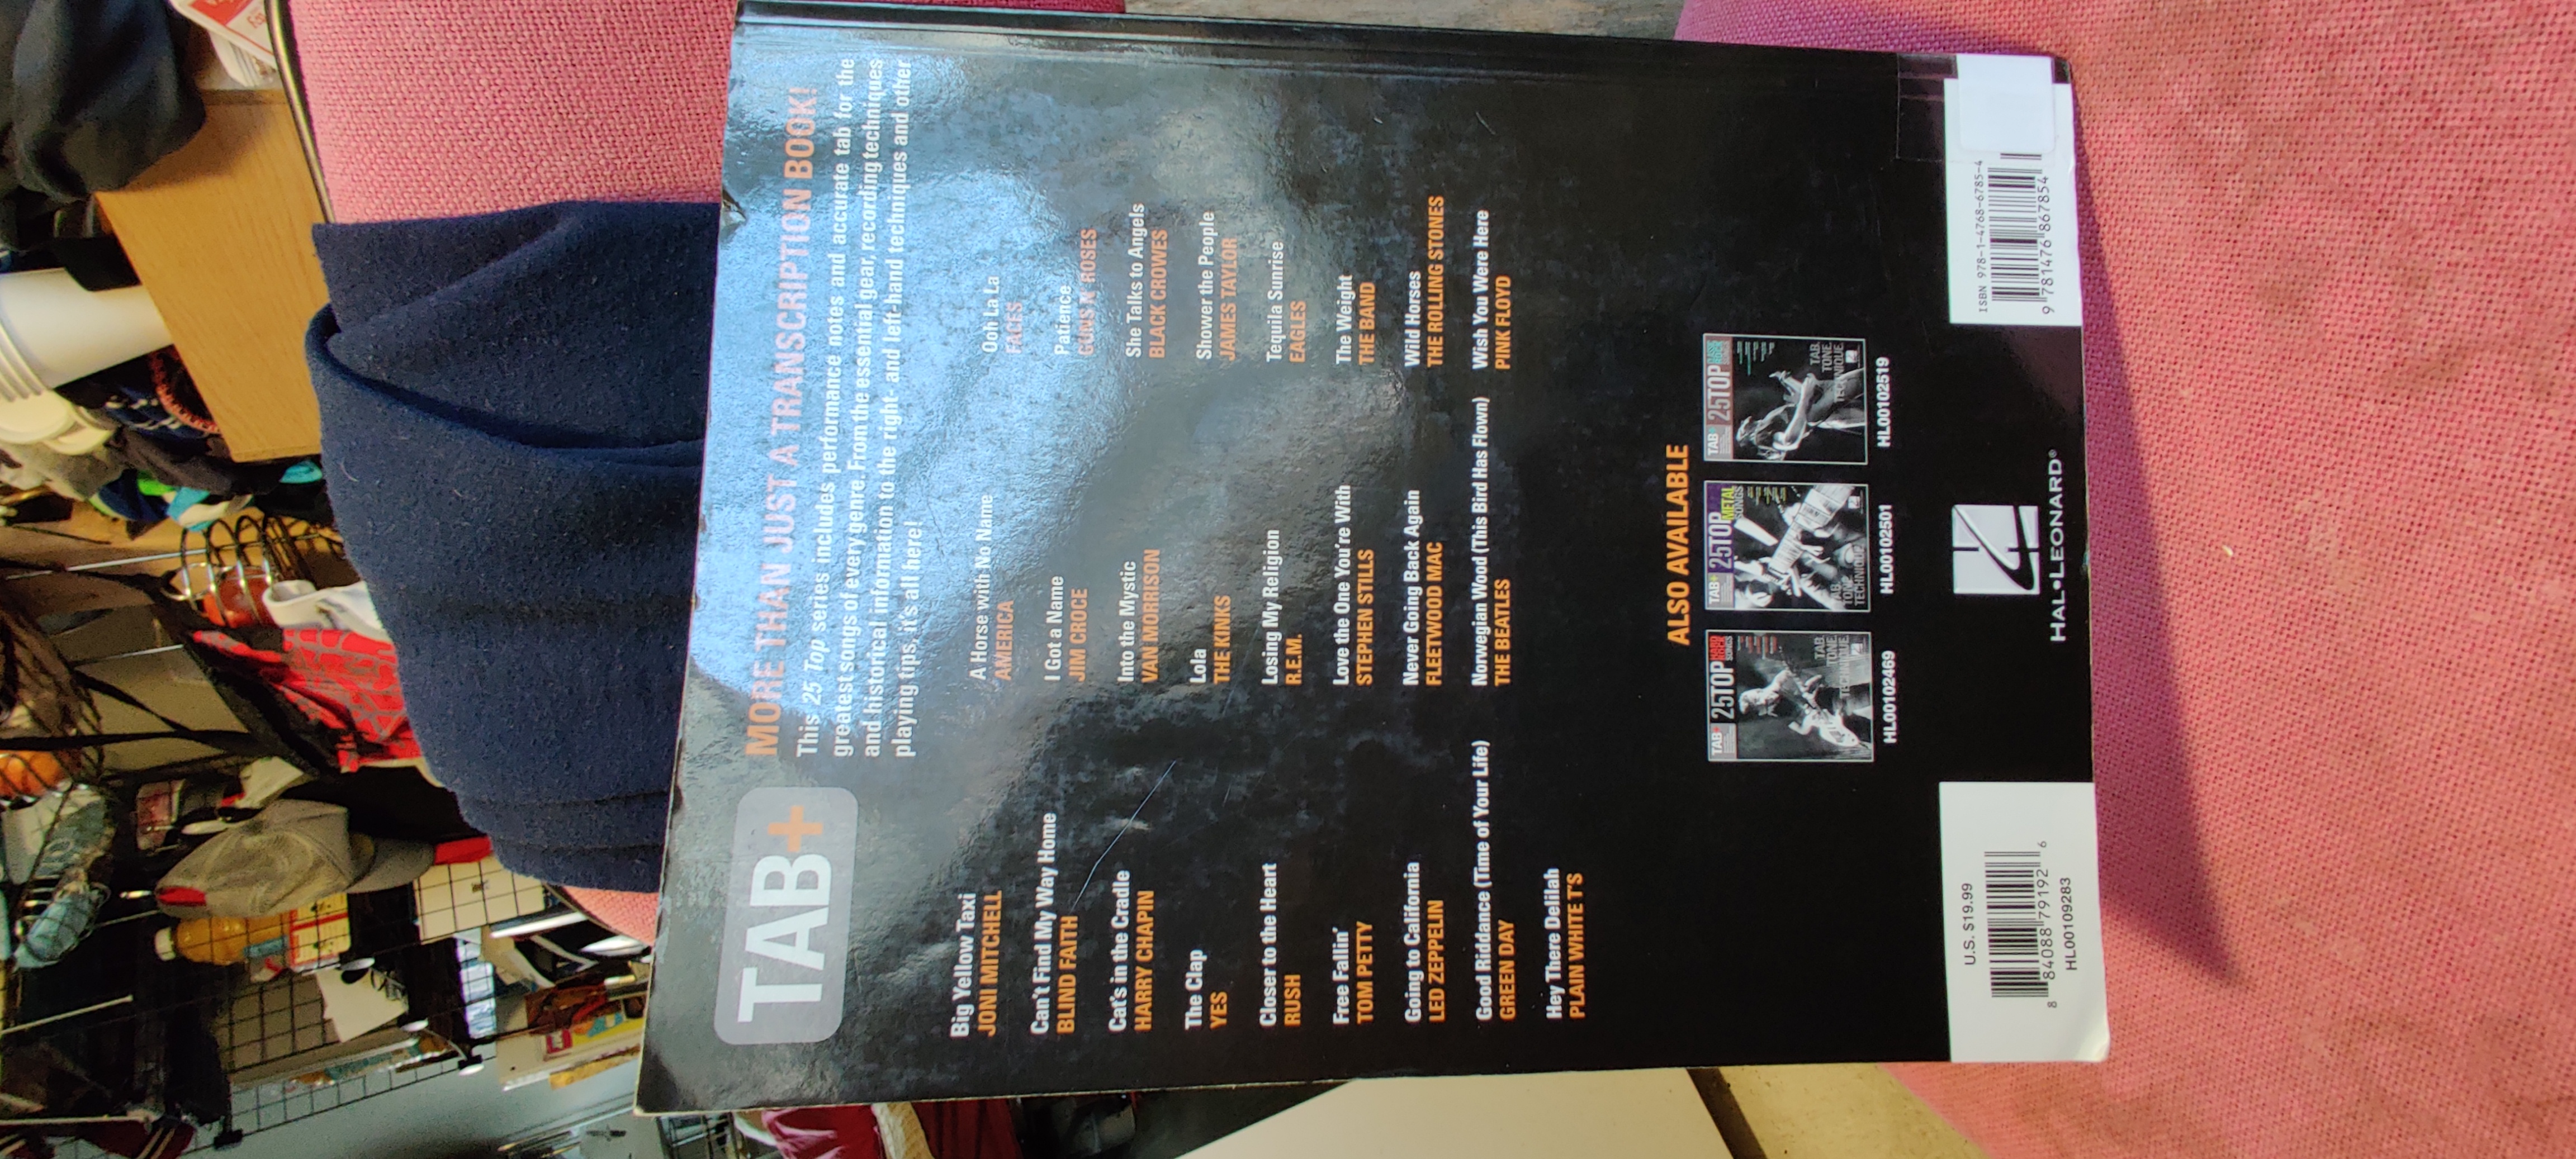 TAB+
MORE THAN JUST A TRANSCRIPTION BOOK!
This 25 Top series includes performance notes and accurate tab for the
greatest songs of every genre. From the essential gear, recording techniques
and historical information to the right- and left-hand techniques and other
playing tips, it's all here!
Big Yellow Taxi
JONI MITCHELL
Can't Find My Way Home
BLIND FAITH
Cat's in the Cradle
HARRY CHAPIN
The Clap
YES
Closer to the Heart
RUSH
Free Fallin'
TOM PETTY
Going to California
LED ZEPPELIN
Good Riddance (Time of Your Life)
GREEN DAY
Hey There Delilah
PLAIN WHITE T'S
A Horse with No Name
AMERICA
I Got a Name
JIM CROCE
Into the Mystic
VAN MORRISON
Lola
THE KINKS
Losing My Religion
R.E.M.
Love the One You're With
STEPHEN STILLS
Never Going Back Again
FLEETWOOD MAC
Norwegian Wood (This Bird Has Flown)
THE BEATLES
Ooh La La
FACES
Patience
GUNS N' ROSES
She Talks to Angels
BLACK CROWES
Shower the People
JAMES TAYLOR
Tequila Sunrise
EAGLES
The Weight
THE BAND
Wild Horses
THE ROLLING STONES
Wish You Were Here
PINK FLOYD
ALSO AVAILABLE
TAB+ 25 TOP HARD ROCK SONGS
TAB. TONE. TECHNIQUE.
HL00102469
TAB+ 25 TOP METAL SONGS
TAB. TONE. TECHNIQUE.
HL00102501
TAB+ 25 TOP CLASSIC ROCK SONGS
TAB. TONE. TECHNIQUE.
HL00102519
U.S. $19.99
8 84088 79192 6
HL00109283
HAL•LEONARD®
ISBN 978-1-4768-6785-4
9 781476 867854